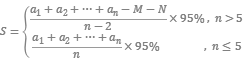 S = { (a₁ + a₂ + ⋯ + aₙ − M − N)/(n − 2) × 95%, n > 5
(a₁ + a₂ + ⋯ + aₙ)/n × 95% , n ≤ 5